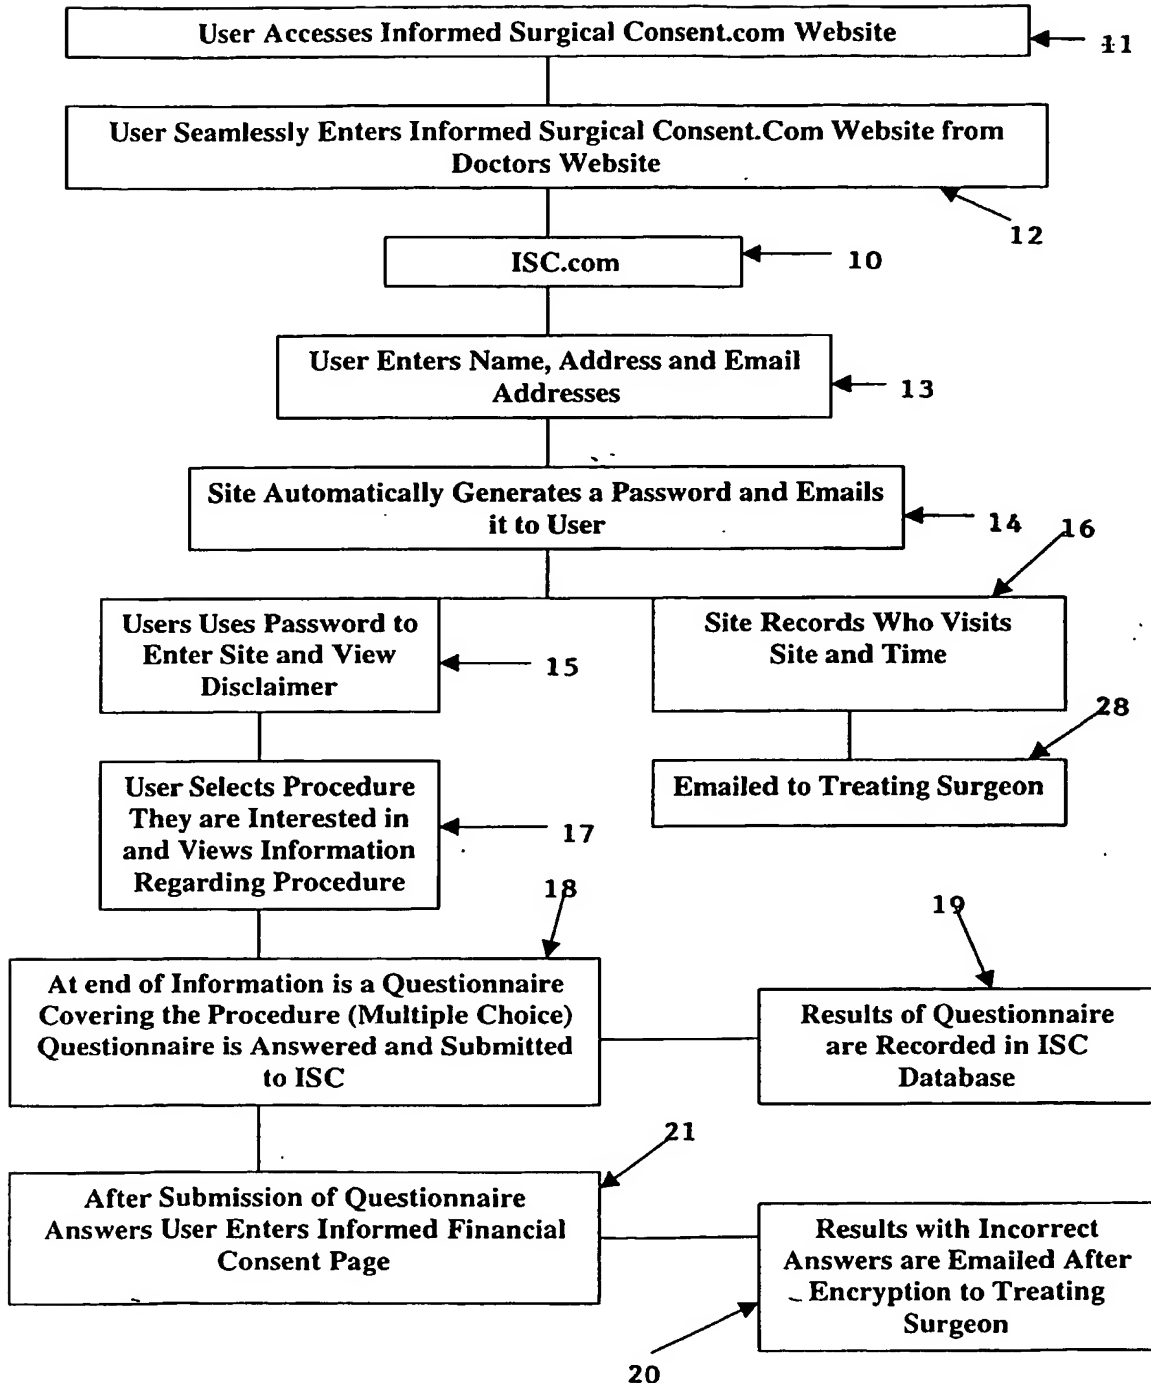 User Accesses Informed Surgical Consent.com Website
11
User Seamlessly Enters Informed Surgical Consent.Com Website from
Doctors Website
12
ISC.com
10
User Enters Name, Address and Email
Addresses
13
Site Automatically Generates a Password and Emails
it to User
14
16
Users Uses Password to
Enter Site and View
Disclaimer
15
Site Records Who Visits
Site and Time
28
Emailed to Treating Surgeon
User Selects Procedure
They are Interested in
and Views Information
Regarding Procedure
17
18
19
At end of Information is a Questionnaire
Covering the Procedure (Multiple Choice)
Questionnaire is Answered and Submitted
to ISC
Results of Questionnaire
are Recorded in ISC
Database
21
After Submission of Questionnaire
Answers User Enters Informed Financial
Consent Page
Results with Incorrect
Answers are Emailed After
Encryption to Treating
Surgeon
20